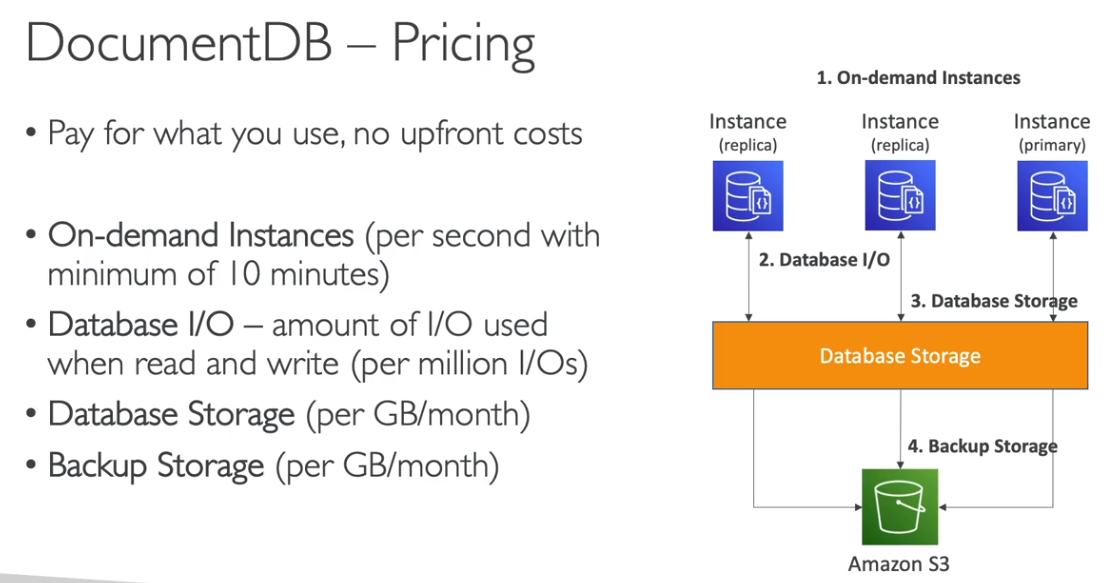 DocumentDB – Pricing
• Pay for what you use, no upfront costs
• On-demand Instances (per second with
minimum of 10 minutes)
• Database I/O – amount of I/O used
when read and write (per million I/Os)
• Database Storage (per GB/month)
• Backup Storage (per GB/month)
1. On-demand Instances
Instance
(replica)
Instance
(replica)
Instance
(primary)
2. Database I/O
3. Database Storage
Database Storage
4. Backup Storage
Amazon S3